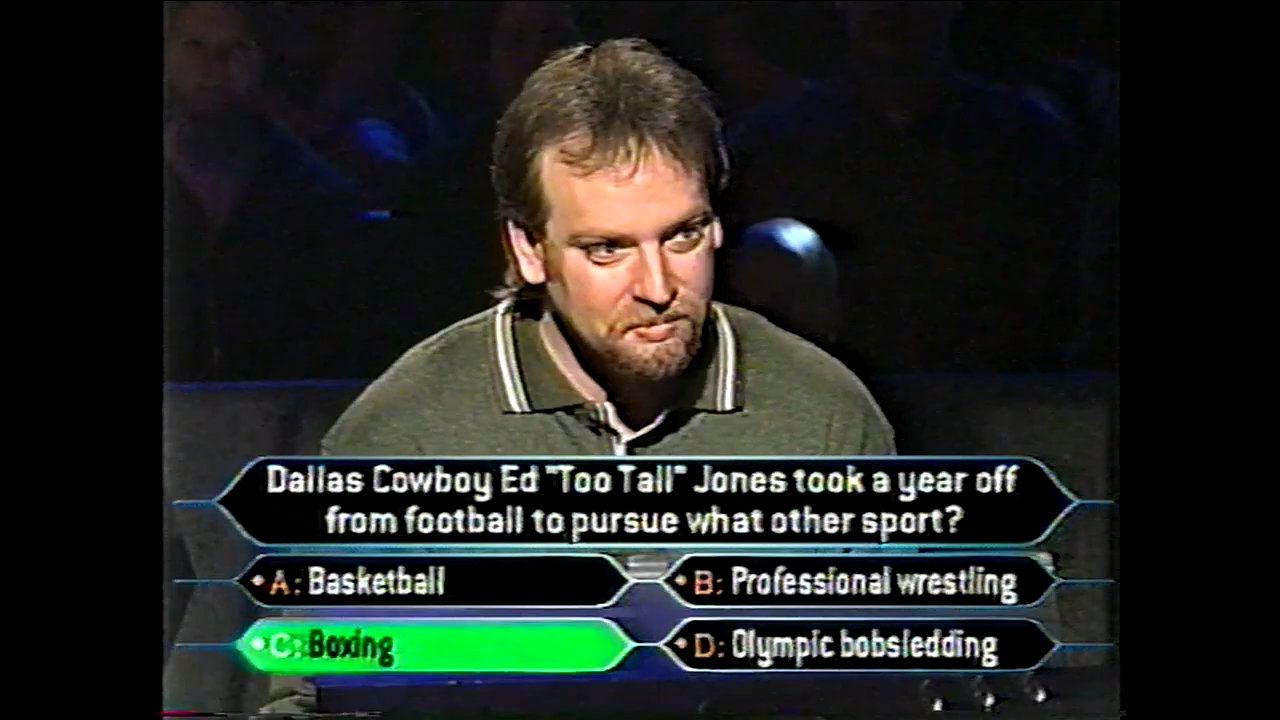 Dallas Cowboy Ed "Too Tall" Jones took a year off
from football to pursue what other sport?
A: Basketball
B: Professional wrestling
C: Boxing
D: Olympic bobsledding